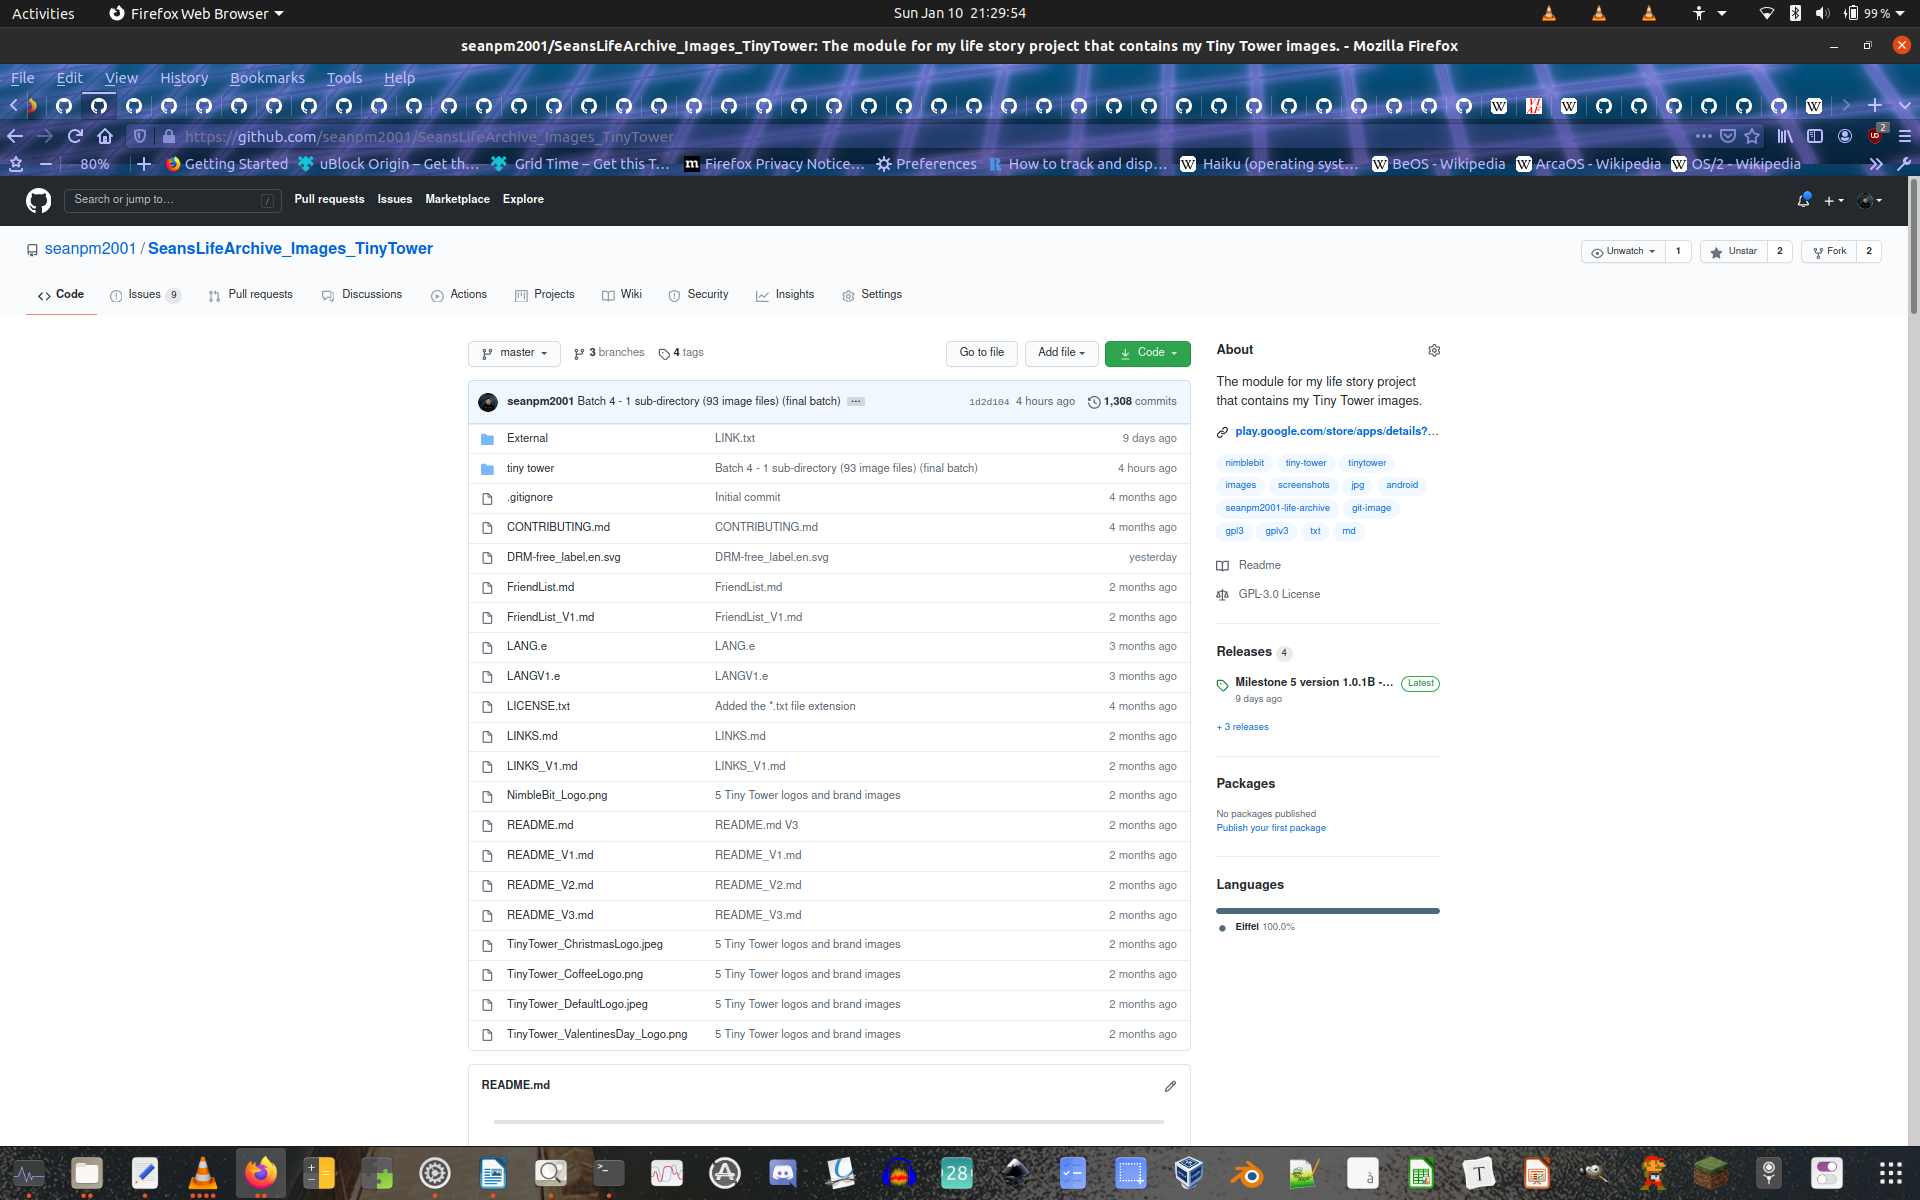 Activities Firefox Web Browser Sun Jan 10 21:29:54 99 %
seanpm2001/SeansLifeArchive_Images_TinyTower: The module for my life story project that contains my Tiny Tower images. - Mozilla Firefox
File Edit View History Bookmarks Tools Help
https://github.com/seanpm2001/SeansLifeArchive_Images_TinyTower 2
80% Getting Started uBlock Origin – Get th… Grid Time – Get this T… Firefox Privacy Notice… Preferences How to track and disp… Haiku (operating syst… BeOS - Wikipedia ArcaOS - Wikipedia OS/2 - Wikipedia
Search or jump to… / Pull requests Issues Marketplace Explore
seanpm2001 / SeansLifeArchive_Images_TinyTower Unwatch 1 Unstar 2 Fork 2
Code Issues 9 Pull requests Discussions Actions Projects Wiki Security Insights Settings
master 3 branches 4 tags Go to file Add file Code
seanpm2001 Batch 4 - 1 sub-directory (93 image files) (final batch) … 1d2d104 4 hours ago 1,308 commits
External LINK.txt 9 days ago
tiny tower Batch 4 - 1 sub-directory (93 image files) (final batch) 4 hours ago
.gitignore Initial commit 4 months ago
CONTRIBUTING.md CONTRIBUTING.md 4 months ago
DRM-free_label.en.svg DRM-free_label.en.svg yesterday
FriendList.md FriendList.md 2 months ago
FriendList_V1.md FriendList_V1.md 2 months ago
LANG.e LANG.e 3 months ago
LANGV1.e LANGV1.e 3 months ago
LICENSE.txt Added the *.txt file extension 4 months ago
LINKS.md LINKS.md 2 months ago
LINKS_V1.md LINKS_V1.md 2 months ago
NimbleBit_Logo.png 5 Tiny Tower logos and brand images 2 months ago
README.md README.md V3 2 months ago
README_V1.md README_V1.md 2 months ago
README_V2.md README_V2.md 2 months ago
README_V3.md README_V3.md 2 months ago
TinyTower_ChristmasLogo.jpeg 5 Tiny Tower logos and brand images 2 months ago
TinyTower_CoffeeLogo.png 5 Tiny Tower logos and brand images 2 months ago
TinyTower_DefaultLogo.jpeg 5 Tiny Tower logos and brand images 2 months ago
TinyTower_ValentinesDay_Logo.png 5 Tiny Tower logos and brand images 2 months ago
README.md
About
The module for my life story project
that contains my Tiny Tower images.
play.google.com/store/apps/details?…
nimblebit tiny-tower tinytower
images screenshots jpg android
seanpm2001-life-archive git-image
gpl3 gplv3 txt md
Readme
GPL-3.0 License
Releases 4
Milestone 5 version 1.0.1B -… Latest
9 days ago
+ 3 releases
Packages
No packages published
Publish your first package
Languages
Eiffel 100.0%
28